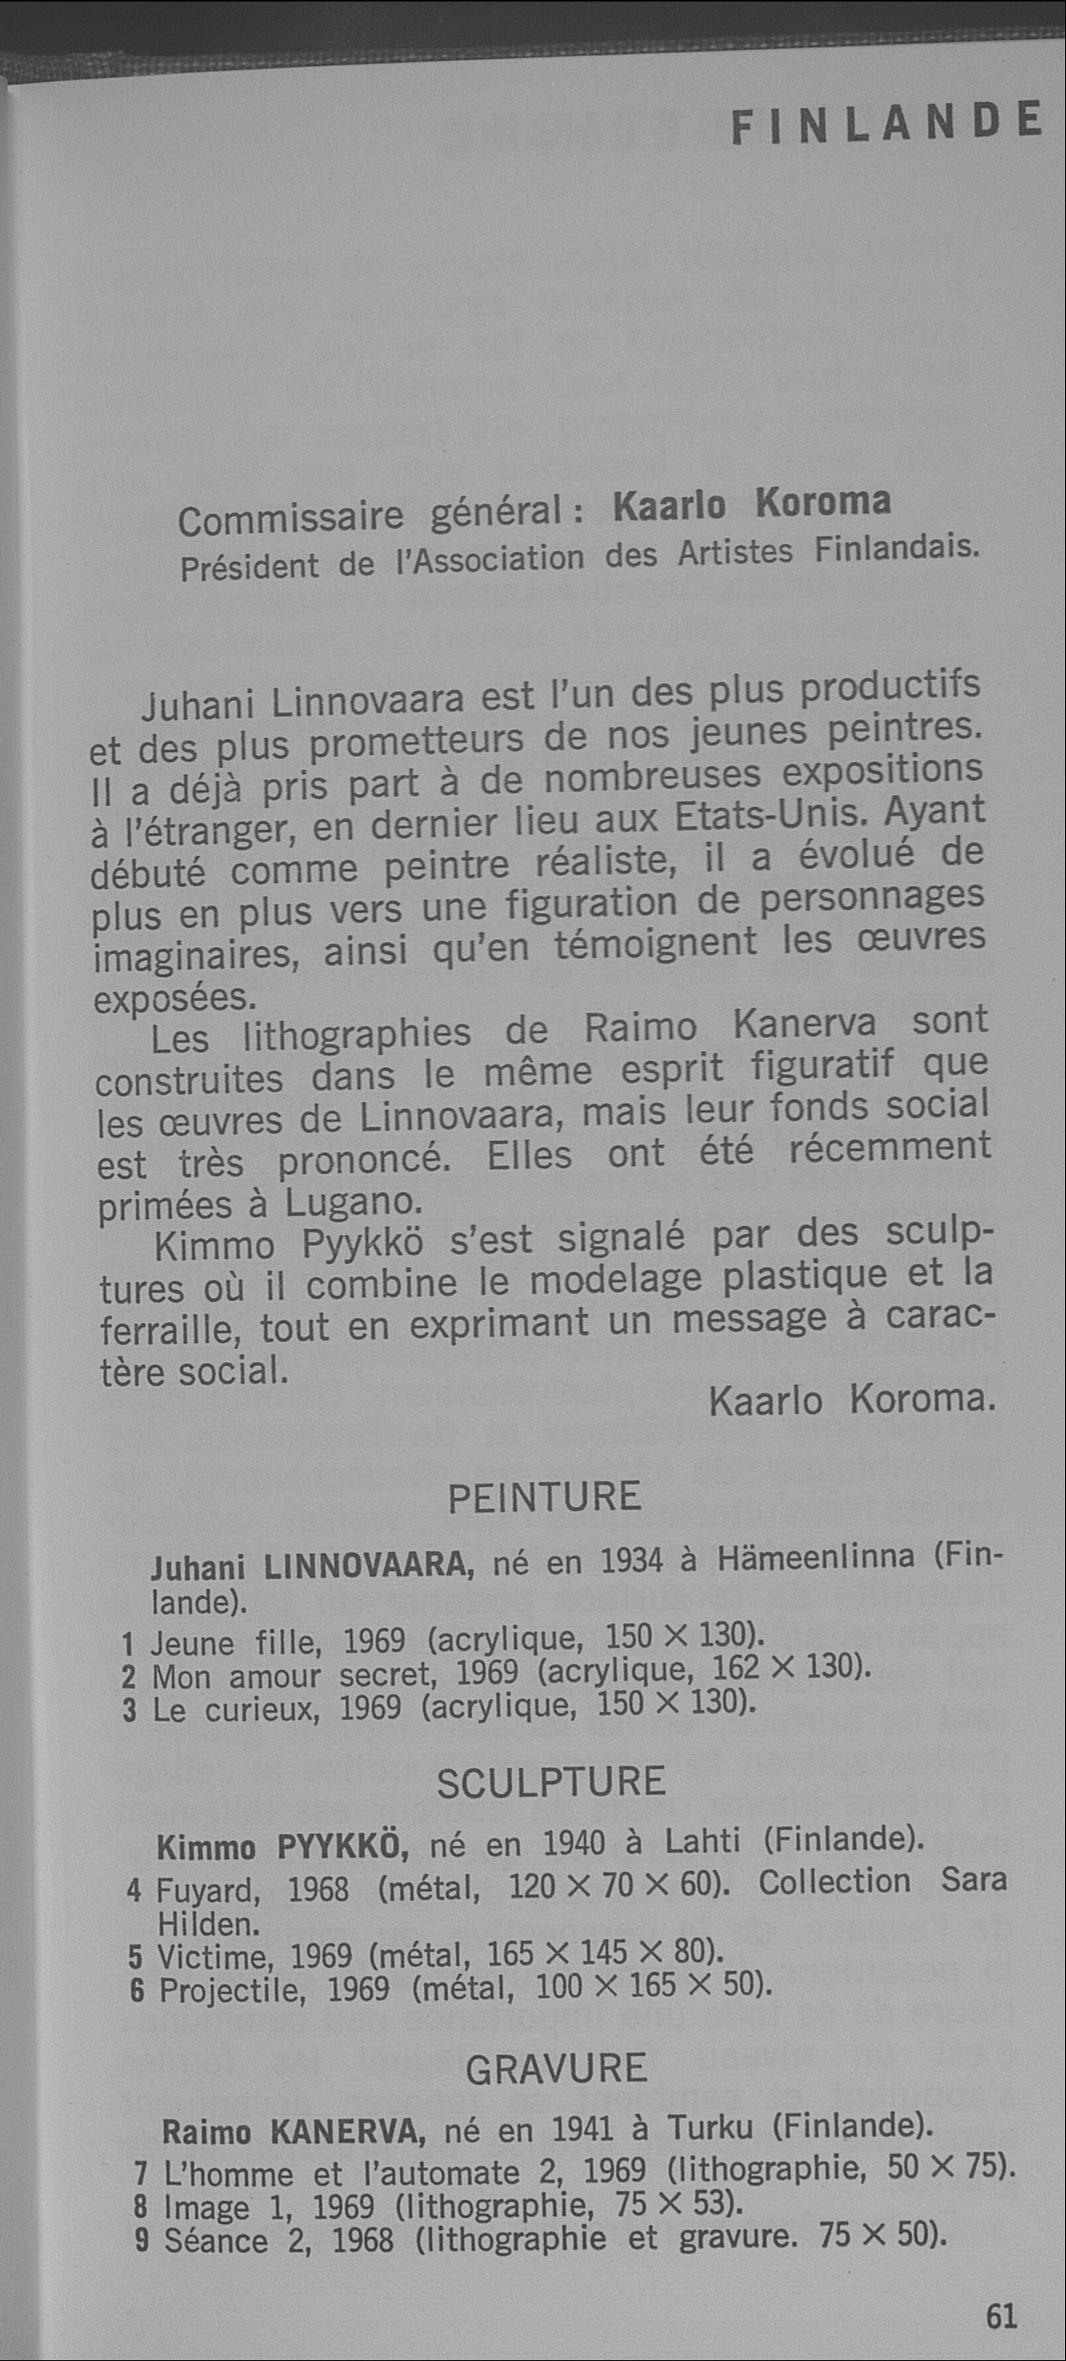 FINLANDE
Commissaire général : Kaarlo Koroma
Président de l'Association des Artistes Finlandais.
Juhani Linnovaara est l'un des plus productifs
et des plus prometteurs de nos jeunes peintres.
Il a déjà pris part à de nombreuses expositions
à l'étranger, en dernier lieu aux Etats-Unis. Ayant
débuté comme peintre réaliste, il a évolué de
plus en plus vers une figuration de personnages
imaginaires, ainsi qu'en témoignent les œuvres
exposées.
Les lithographies de Raimo Kanerva sont
construites dans le même esprit figuratif que
les œuvres de Linnovaara, mais leur fonds social
est très prononcé. Elles ont été récemment
primées à Lugano.
Kimmo Pyykkö s'est signalé par des sculp-
tures où il combine le modelage plastique et la
ferraille, tout en exprimant un message à carac-
tère social.
Kaarlo Koroma.
PEINTURE
Juhani LINNOVAARA, né en 1934 à Hämeenlinna (Fin-
lande).
1 Jeune fille, 1969 (acrylique, 150 × 130).
2 Mon amour secret, 1969 (acrylique, 162 × 130).
3 Le curieux, 1969 (acrylique, 150 × 130).
SCULPTURE
Kimmo PYYKKÖ, né en 1940 à Lahti (Finlande).
4 Fuyard, 1968 (métal, 120 × 70 × 60). Collection Sara
Hilden.
5 Victime, 1969 (métal, 165 × 145 × 80).
6 Projectile, 1969 (métal, 100 × 165 × 50).
GRAVURE
Raimo KANERVA, né en 1941 à Turku (Finlande).
7 L'homme et l'automate 2, 1969 (lithographie, 50 × 75).
8 Image 1, 1969 (lithographie, 75 × 53).
9 Séance 2, 1968 (lithographie et gravure. 75 × 50).
61